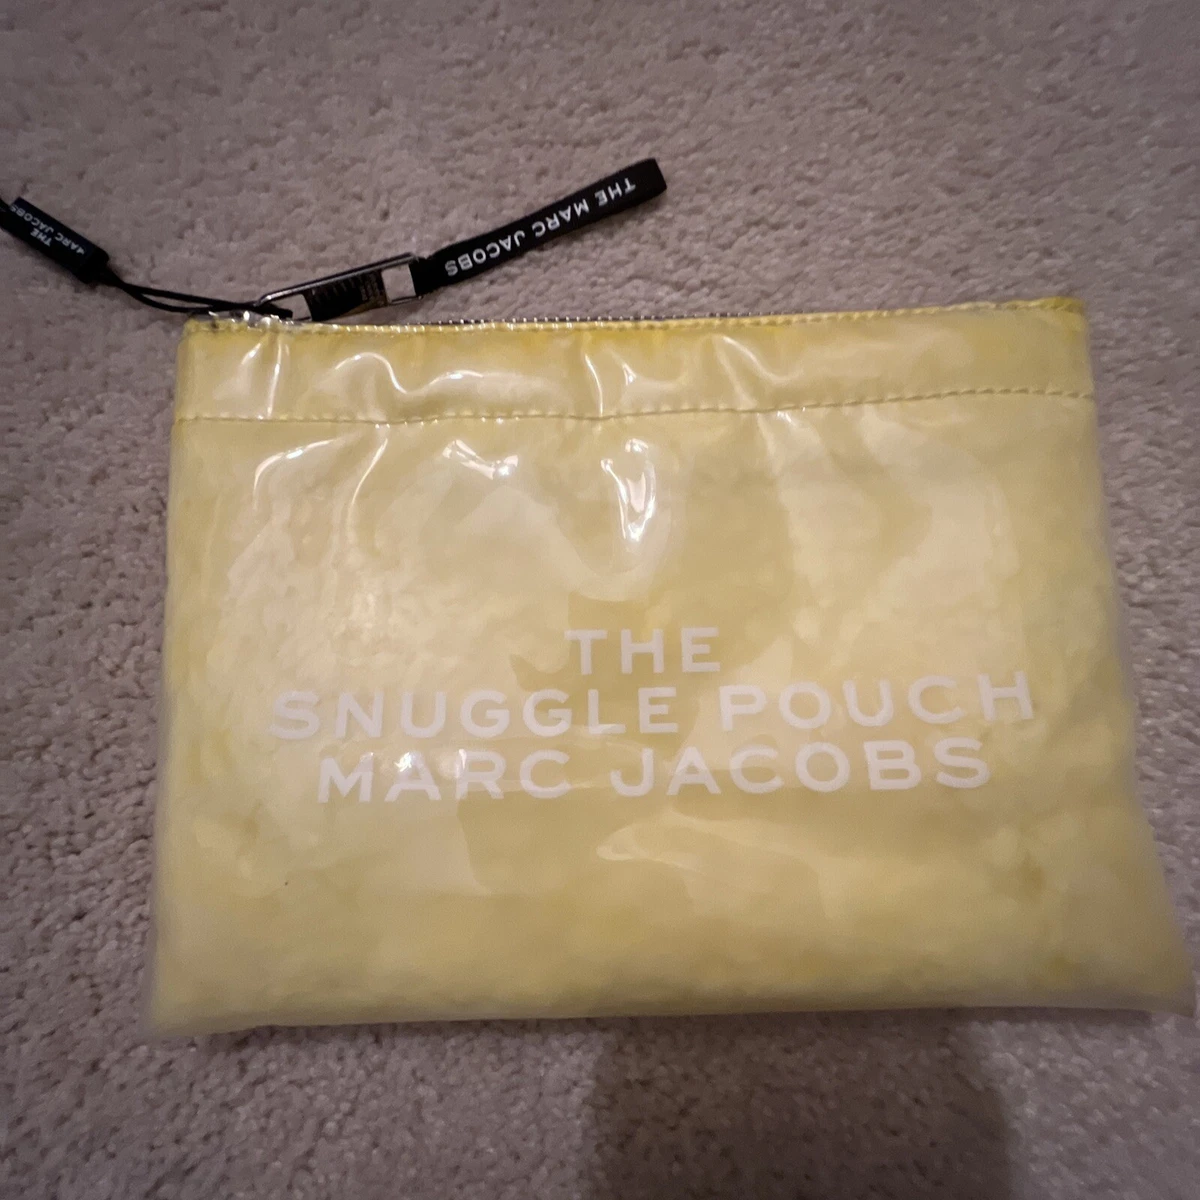 THE
MARC JACOBS
THE MARC JACOBS
THE
SNUGGLE POUCH
MARC JACOBS